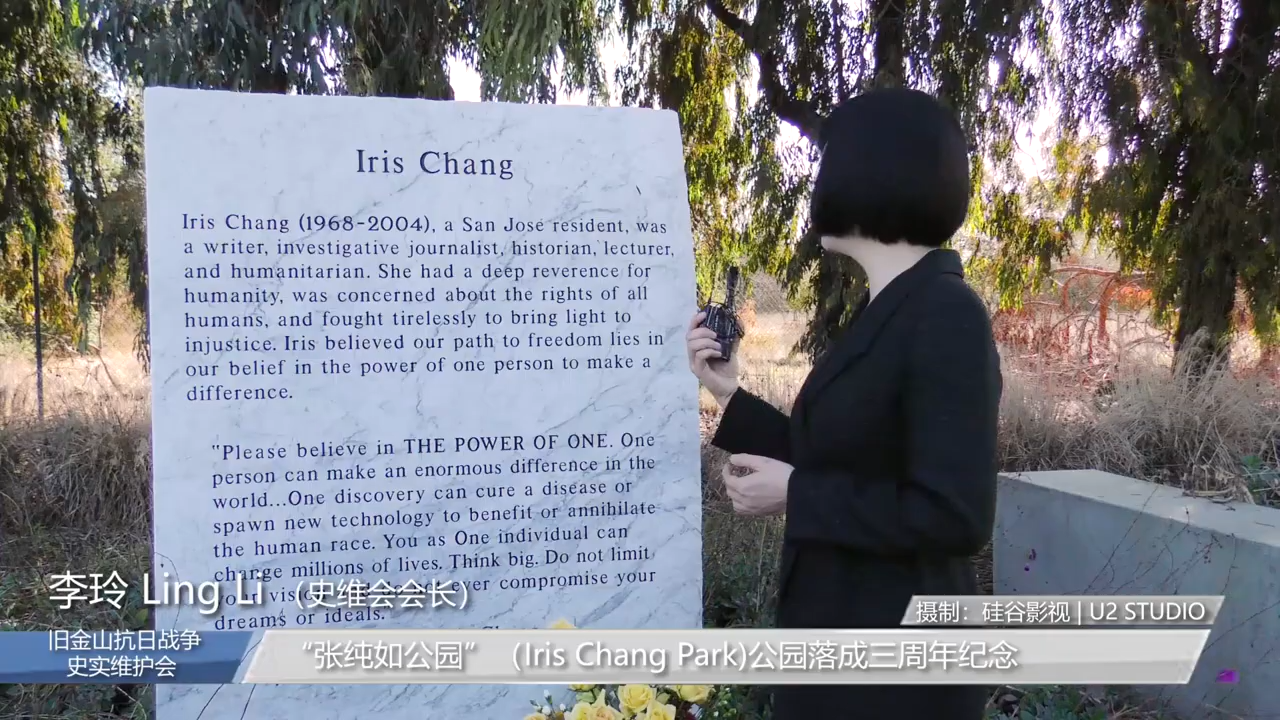 Iris Chang
Iris Chang (1968-2004), a San Jose resident, was
a writer, investigative journalist, historian, lecturer,
and humanitarian. She had a deep reverence for
humanity, was concerned about the rights of all
humans, and fought tirelessly to bring light to
injustice. Iris believed our path to freedom lies in
our belief in the power of one person to make a
difference.
"Please believe in THE POWER OF ONE. One
person can make an enormous difference in the
world...One discovery can cure a disease or
spawn new technology to benefit or annihilate
the human race. You as One individual can
change millions of lives. Think big. Do not limit
your ever compromise your
dreams or ideals.
李玲 Ling Li (史维会会长)
摄制：硅谷影视 | U2 STUDIO
旧金山抗日战争
史实维护会
“张纯如公园” (Iris Chang Park)公园落成三周年纪念